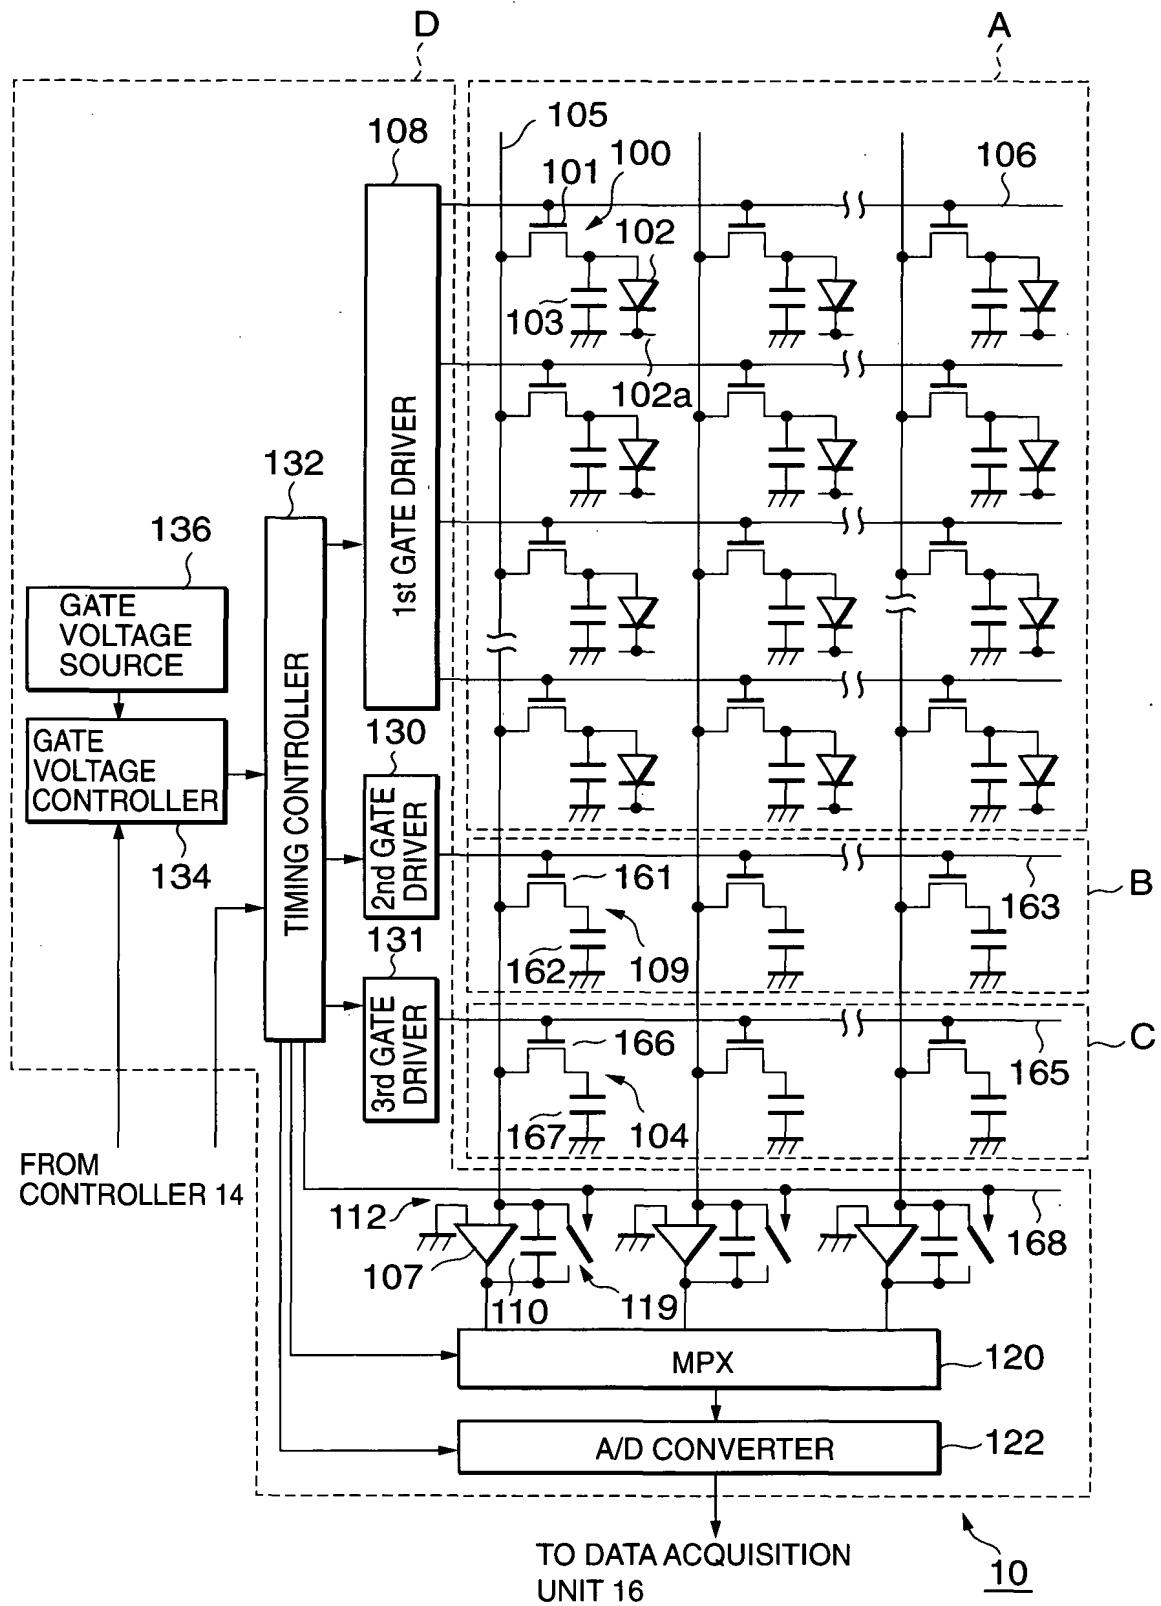 D
A
108
105
100
101
106
102
103
102a
1st GATE DRIVER
132
136
GATE
VOLTAGE
SOURCE
TIMING CONTROLLER
130
GATE
VOLTAGE
CONTROLLER
134
2nd GATE
DRIVER
161
163
B
131
162
109
3rd GATE
DRIVER
166
165
C
167
104
FROM
CONTROLLER 14
112
168
107
110
119
MPX
120
A/D CONVERTER
122
TO DATA ACQUISITION
UNIT 16
10